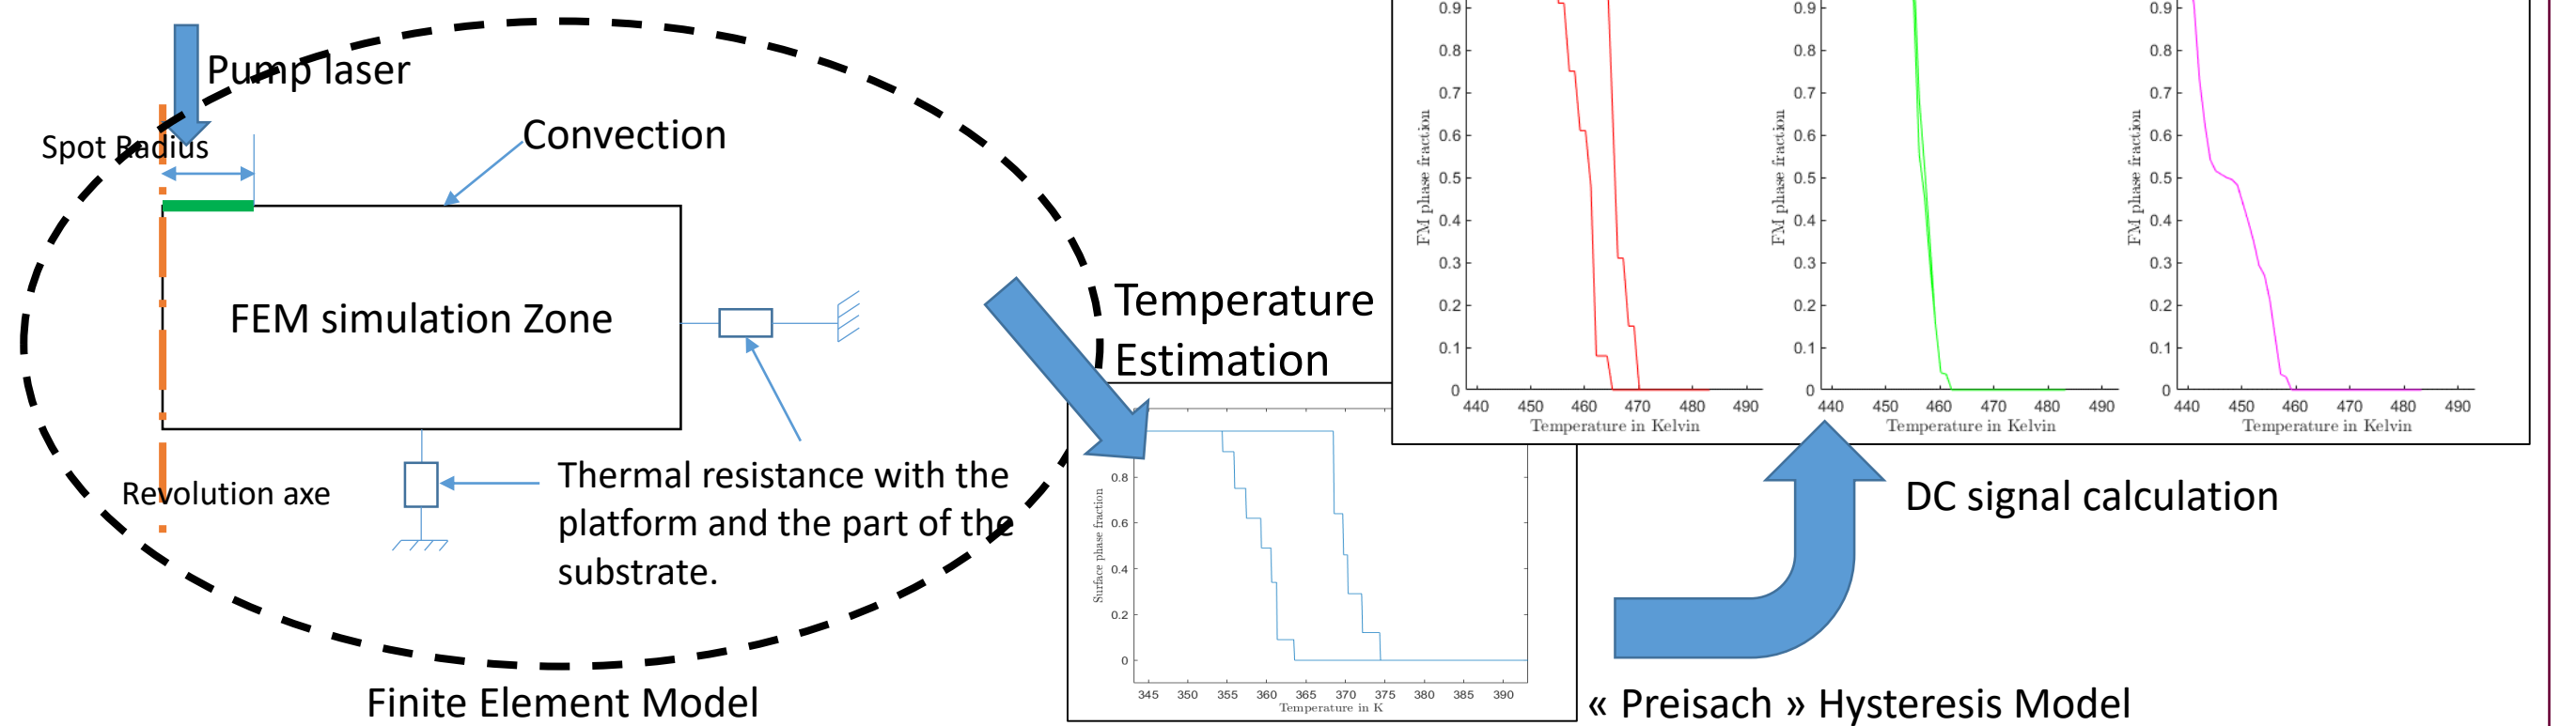 Pump laser
Spot Radius
Convection
FEM simulation Zone
Revolution axe
Thermal resistance with the
platform and the part of the
substrate.
Finite Element Model
Temperature
Estimation
0.8
0.6
0.4
0.2
0
Surface phase fraction
345 350 355 360 365 370 375 380 385 390
Temperature in K
0.9
0.8
0.7
0.6
0.5
0.4
0.3
0.2
0.1
0
FM phase fraction
440 450 460 470 480 490
Temperature in Kelvin
0.9
0.8
0.7
0.6
0.5
0.4
0.3
0.2
0.1
0
FM phase fraction
440 450 460 470 480 490
Temperature in Kelvin
0.9
0.8
0.7
0.6
0.5
0.4
0.3
0.2
0.1
0
FM phase fraction
440 450 460 470 480 490
Temperature in Kelvin
DC signal calculation
« Preisach » Hysteresis Model